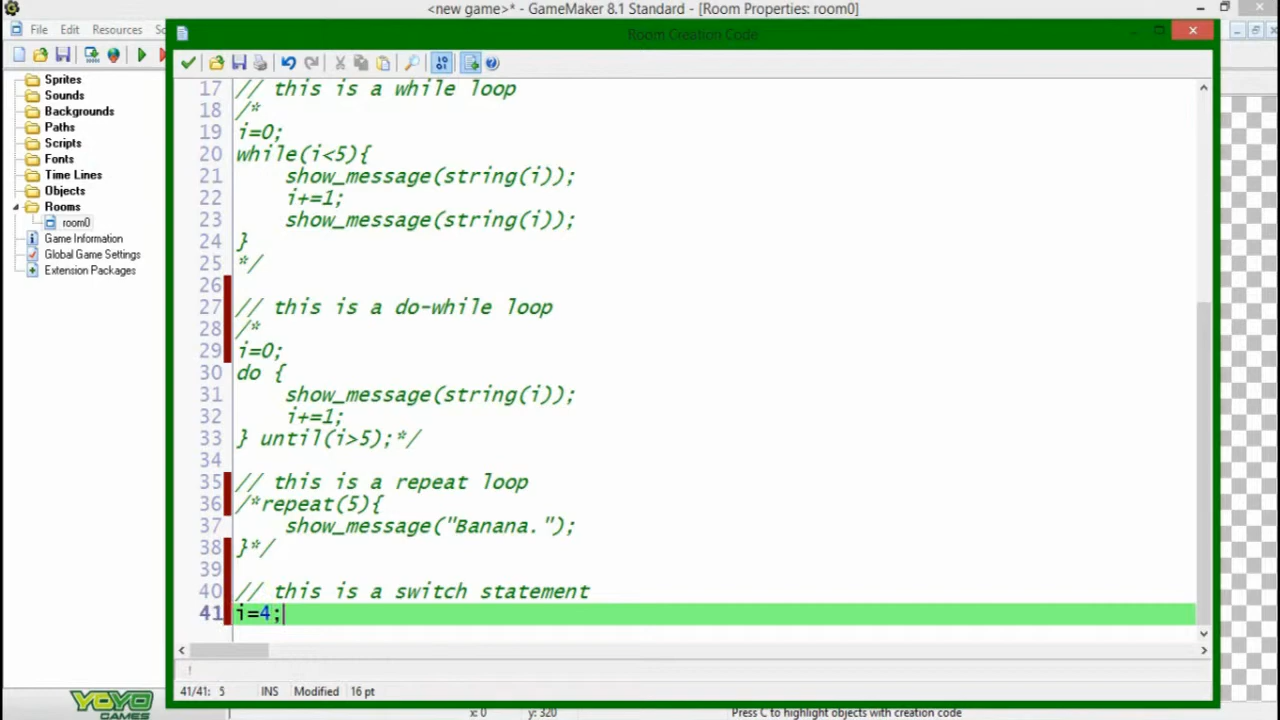 <new game>* - GameMaker 8.1 Standard - [Room Properties: room0]
File Edit Resources
Room Creation Code
Sprites
Sounds
Backgrounds
Paths
Scripts
Fonts
Time Lines
Objects
Rooms
room0
Game Information
Global Game Settings
Extension Packages
17 // this is a while loop
18 /*
19 i=0;
20 while(i<5){
21 show_message(string(i));
22 i+=1;
23 show_message(string(i));
24 }
25 */
26
27 // this is a do-while loop
28 /*
29 i=0;
30 do {
31 show_message(string(i));
32 i+=1;
33 } until(i>5);*/
34
35 // this is a repeat loop
36 /*repeat(5){
37 show_message("Banana.");
38 }*/
39
40 // this is a switch statement
41 i=4;
41/41: 5 INS Modified 16 pt
YOYO
GAMES
x: 0 y: 320 Press C to highlight objects with creation code